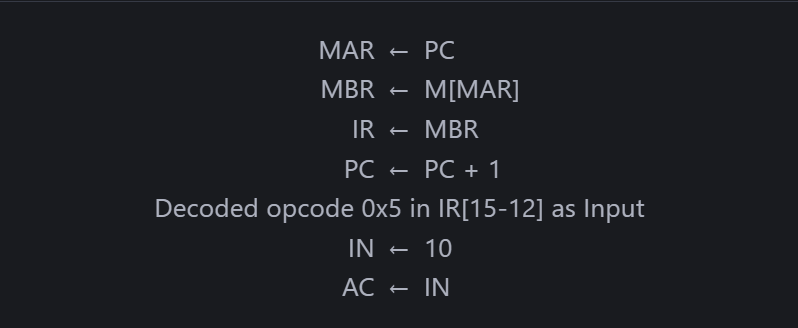 MAR ← PC
MBR ← M[MAR]
IR ← MBR
PC ← PC + 1
Decoded opcode 0x5 in IR[15-12] as Input
IN ← 10
AC ← IN